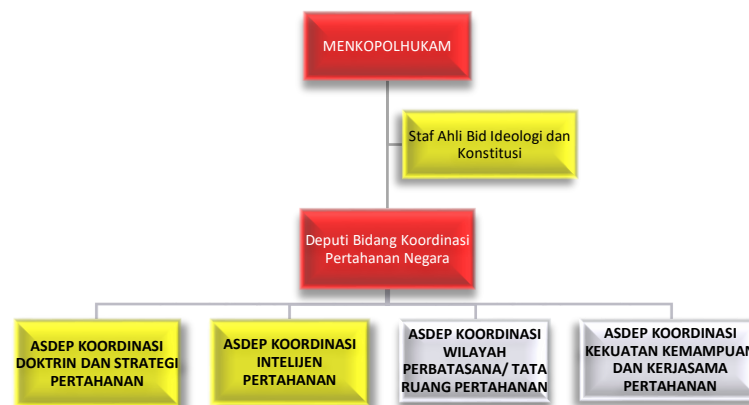 MENKOPOLHUKAM
Staf Ahli Bid Ideologi dan
Konstitusi
Deputi Bidang Koordinasi
Pertahanan Negara
ASDEP KOORDINASI
DOKTRIN DAN STRATEGI
PERTAHANAN
ASDEP KOORDINASI
INTELIJEN
PERTAHANAN
ASDEP KOORDINASI
WILAYAH
PERBATASANA/ TATA
RUANG PERTAHANAN
ASDEP KOORDINASI
KEKUATAN KEMAMPUAN
DAN KERJASAMA
PERTAHANAN